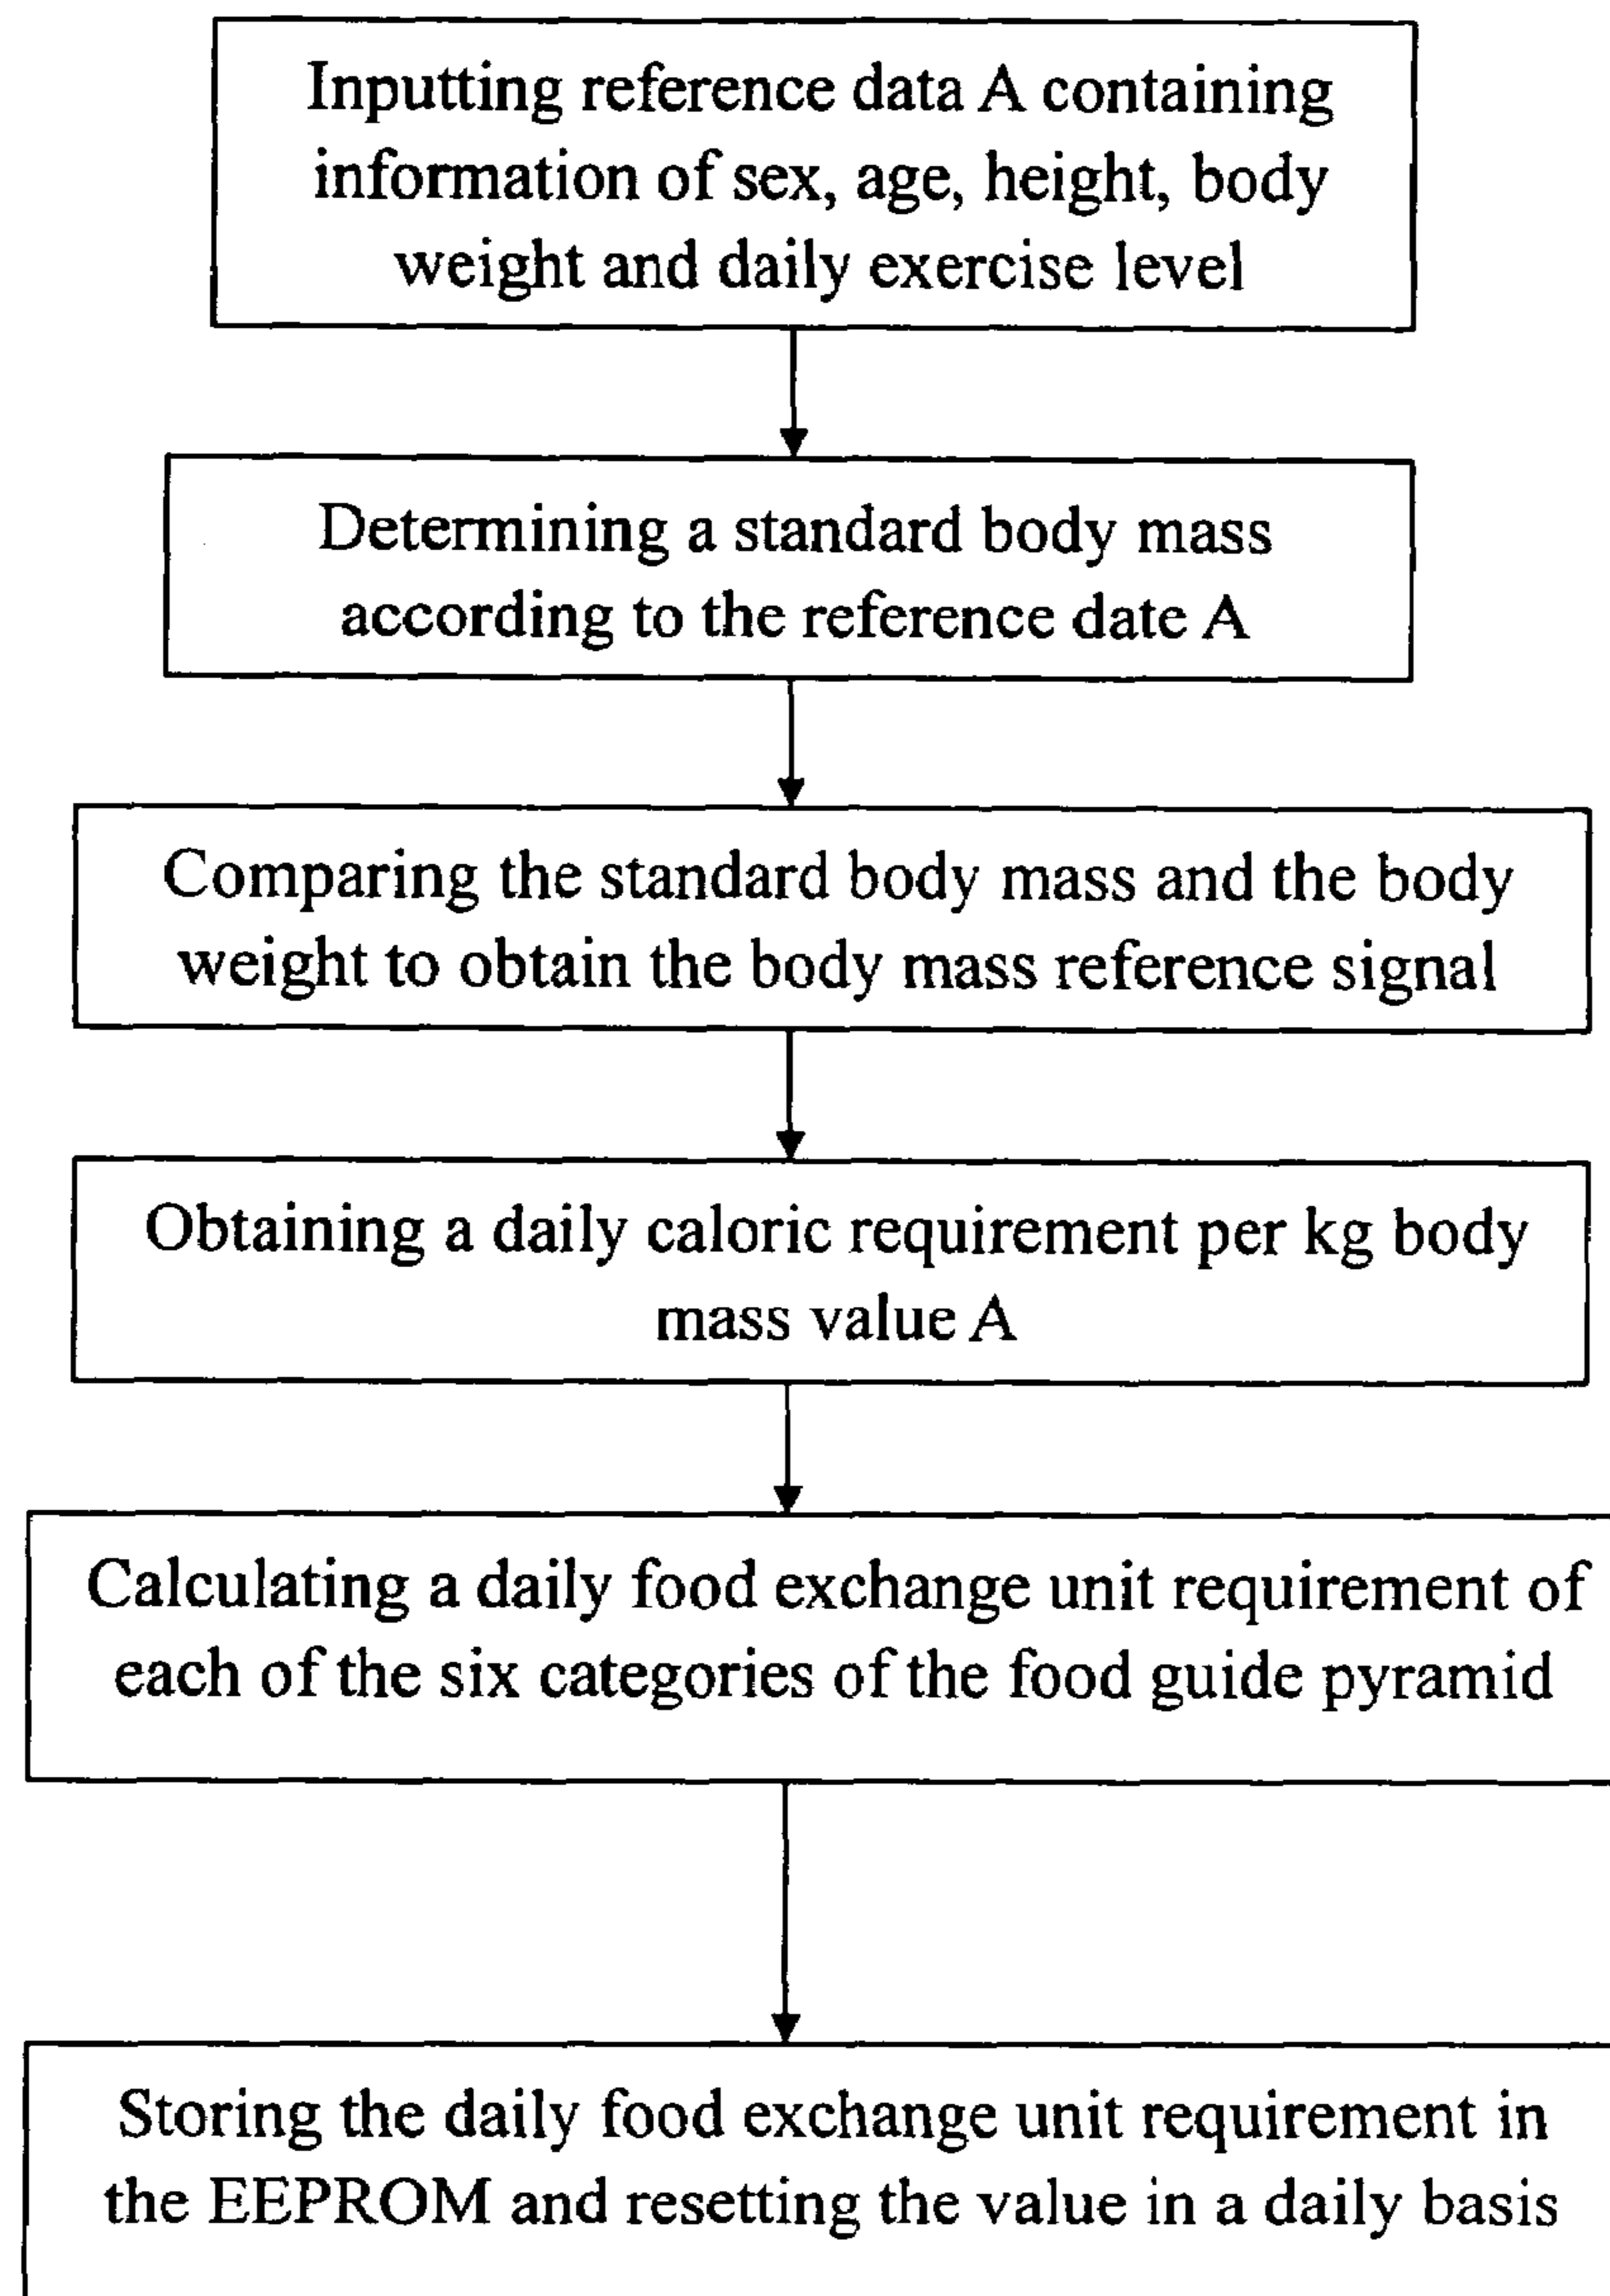 Inputting reference data A containing
information of sex, age, height, body
weight and daily exercise level
Determining a standard body mass
according to the reference date A
Comparing the standard body mass and the body
weight to obtain the body mass reference signal
Obtaining a daily caloric requirement per kg body
mass value A
Calculating a daily food exchange unit requirement of
each of the six categories of the food guide pyramid
Storing the daily food exchange unit requirement in
the EEPROM and resetting the value in a daily basis